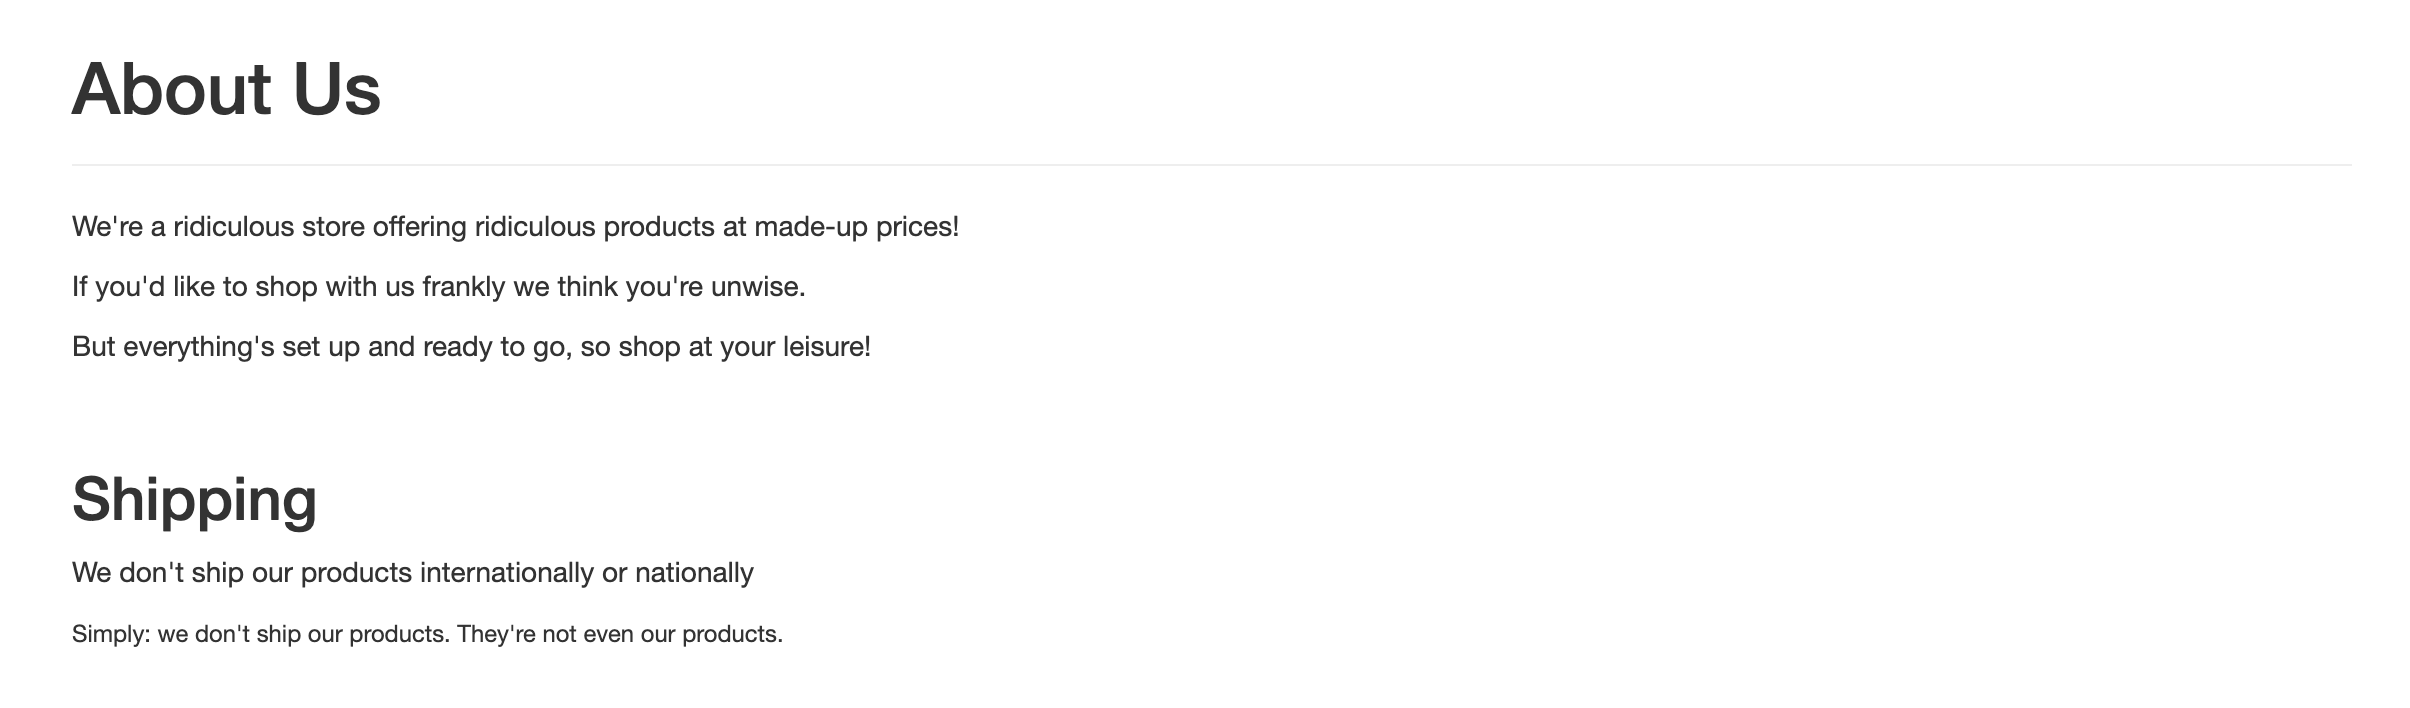 About Us
We're a ridiculous store offering ridiculous products at made-up prices!
If you'd like to shop with us frankly we think you're unwise.
But everything's set up and ready to go, so shop at your leisure!
Shipping
We don't ship our products internationally or nationally
Simply: we don't ship our products. They're not even our products.